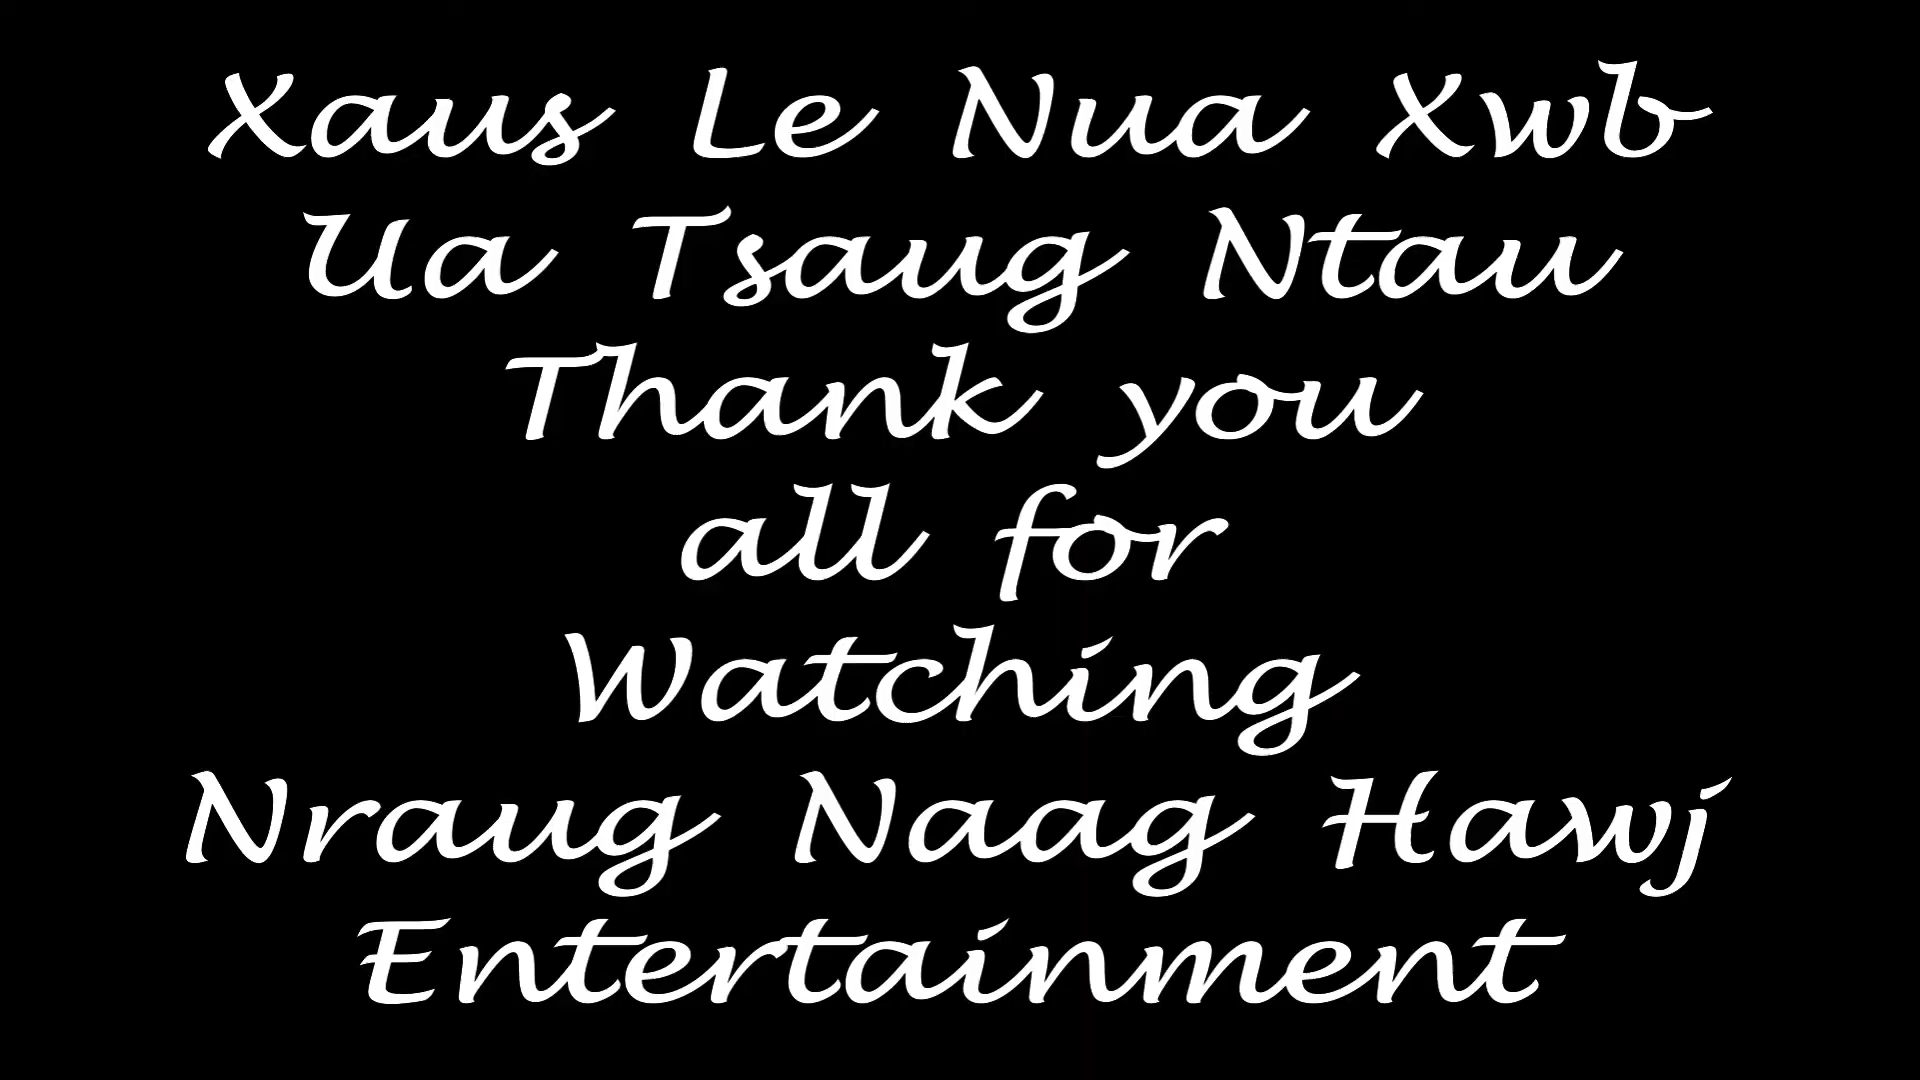 Xaus Le Nua Xwb
Ua Tsaug Ntau
Thank you
all for
Watching
Nraug Naag Hawj
Entertainment